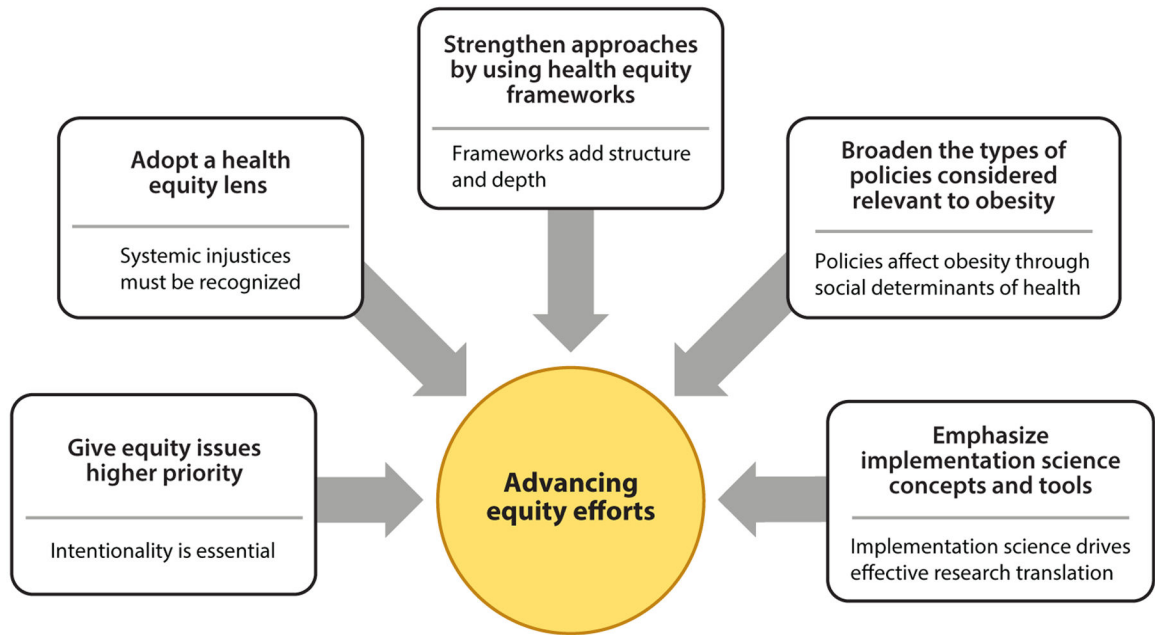 Strengthen approaches
by using health equity
frameworks
Frameworks add structure
and depth
Adopt a health
equity lens
Systemic injustices
must be recognized
Broaden the types of
policies considered
relevant to obesity
Policies affect obesity through
social determinants of health
Give equity issues
higher priority
Intentionality is essential
Advancing
equity efforts
Emphasize
implementation science
concepts and tools
Implementation science drives
effective research translation